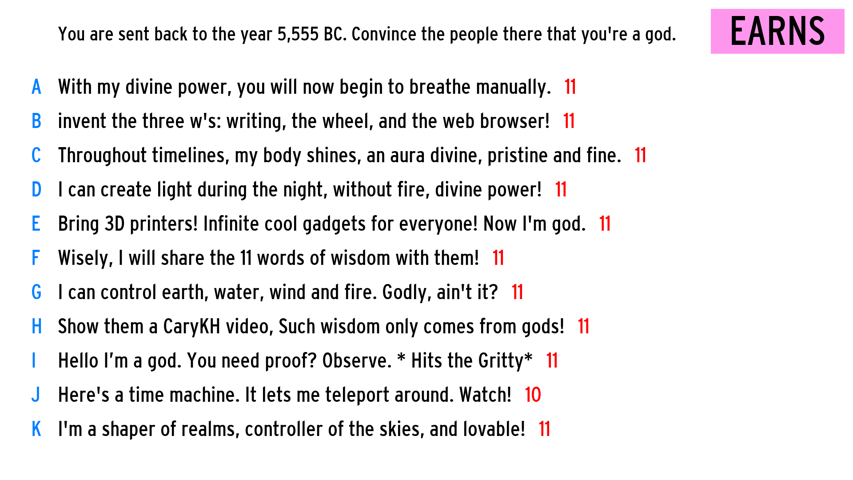 You are sent back to the year 5,555 BC. Convince the people there that you're a god.
EARNS
A With my divine power, you will now begin to breathe manually. 11
B invent the three w's: writing, the wheel, and the web browser! 11
C Throughout timelines, my body shines, an aura divine, pristine and fine. 11
D I can create light during the night, without fire, divine power! 11
E Bring 3D printers! Infinite cool gadgets for everyone! Now I'm god. 11
F Wisely, I will share the 11 words of wisdom with them! 11
G I can control earth, water, wind and fire. Godly, ain't it? 11
H Show them a CaryKH video, Such wisdom only comes from gods! 11
I Hello I’m a god. You need proof? Observe. * Hits the Gritty* 11
J Here's a time machine. It lets me teleport around. Watch! 10
K I'm a shaper of realms, controller of the skies, and lovable! 11